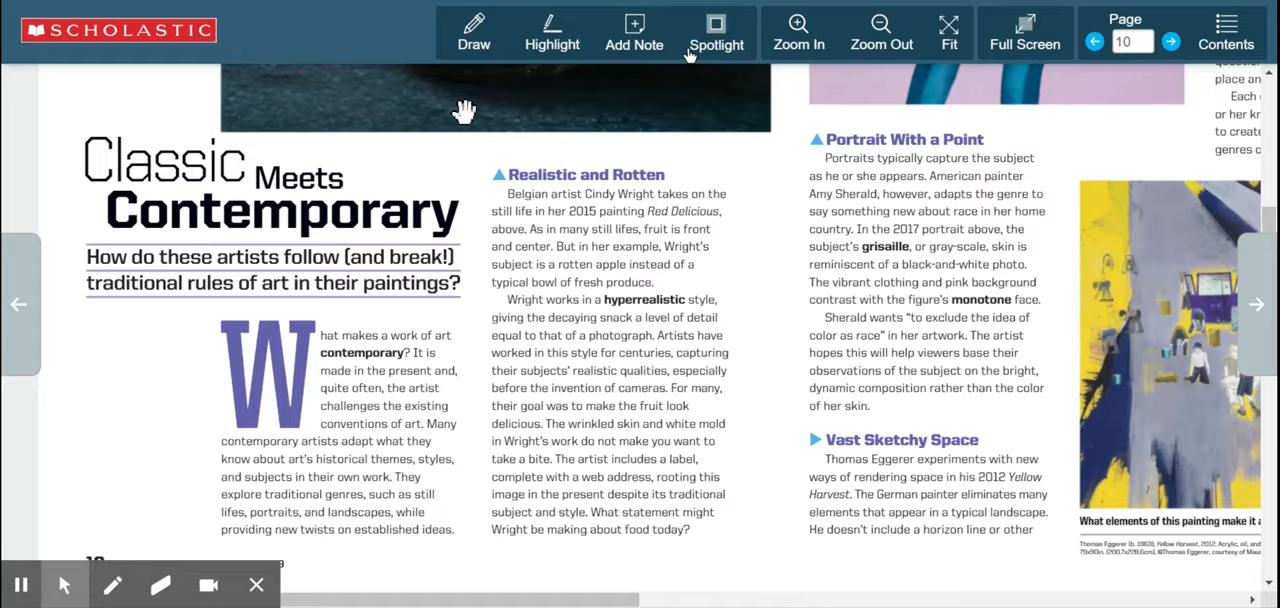 SCHOLASTIC
Draw
Highlight
Add Note
Spotlight
Zoom In
Zoom Out
Fit
Full Screen
Page
10
Contents
Classic Meets
Contemporary
How do these artists follow (and break!)
traditional rules of art in their paintings?
What makes a work of art
contemporary? It is
made in the present and,
quite often, the artist
challenges the existing
conventions of art. Many
contemporary artists adapt what they
know about art's historical themes, styles,
and subjects in their own work. They
explore traditional genres, such as still
lifes, portraits, and landscapes, while
providing new twists on established ideas.
Realistic and Rotten
Belgian artist Cindy Wright takes on the
still life in her 2015 painting Red Delicious,
above. As in many still lifes, fruit is front
and center. But in her example, Wright's
subject is a rotten apple instead of a
typical bowl of fresh produce.
Wright works in a hyperrealistic style,
giving the decaying snack a level of detail
equal to that of a photograph. Artists have
worked in this style for centuries, capturing
their subjects' realistic qualities, especially
before the invention of cameras. For many,
their goal was to make the fruit look
delicious. The wrinkled skin and white mold
in Wright's work do not make you want to
take a bite. The artist includes a label,
complete with a web address, rooting this
image in the present despite its traditional
subject and style. What statement might
Wright be making about food today?
Portrait With a Point
Portraits typically capture the subject
as he or she appears. American painter
Amy Sherald, however, adapts the genre to
say something new about race in her home
country. In the 2017 portrait above, the
subject's grisaille, or gray-scale, skin is
reminiscent of a black-and-white photo.
The vibrant clothing and pink background
contrast with the figure's monotone face.
Sherald wants "to exclude the idea of
color as race" in her artwork. The artist
hopes this will help viewers base their
observations of the subject on the bright,
dynamic composition rather than the color
of her skin.
Vast Sketchy Space
Thomas Eggerer experiments with new
ways of rendering space in his 2012 Yellow
Harvest. The German painter eliminates many
elements that appear in a typical landscape.
He doesn't include a horizon line or other
place an
Each
or her kr
to create
genres c
What elements of this painting make it a
Thomas Eggerer (b. 1963), Yellow Harvest, 2012. Acrylic, oil, and
79x90in. (200.7x228.6cm). ©Thomas Eggerer, courtesy of Mau